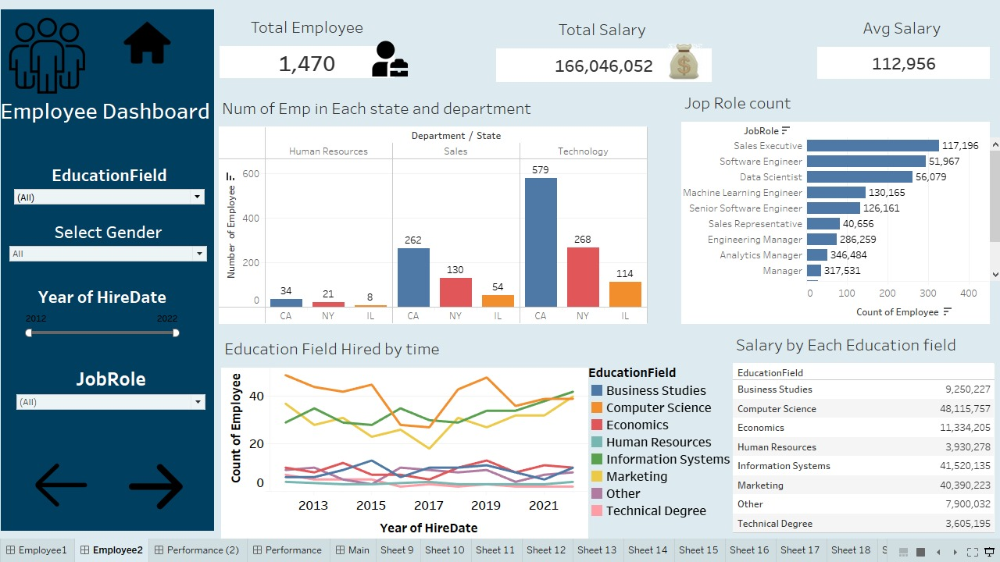 Employee Dashboard
EducationField
(All)
Select Gender
All
Year of HireDate
2012 2022
JobRole
(All)
Total Employee
1,470
Total Salary
166,046,052
Avg Salary
112,956
Num of Emp in Each state and department
Department / State
Human Resources Sales Technology
Number of Employee
600
400
200
0
34 21 8
262 130 54
579 268 114
CA NY IL CA NY IL CA NY IL
Jop Role count
JobRole
Sales Executive 117,196
Software Engineer 51,967
Data Scientist 56,079
Machine Learning Engineer 130,165
Senior Software Engineer 126,161
Sales Representative 40,656
Engineering Manager 286,259
Analytics Manager 346,484
Manager 317,531
0 100 200 300 400
Count of Employee
Education Field Hired by time
Count of Employee
40
20
0
2013 2015 2017 2019 2021
Year of HireDate
EducationField
Business Studies
Computer Science
Economics
Human Resources
Information Systems
Marketing
Other
Technical Degree
Salary by Each Education field
EducationField
Business Studies 9,250,227
Computer Science 48,115,757
Economics 11,334,205
Human Resources 3,930,278
Information Systems 41,520,135
Marketing 40,390,223
Other 7,900,032
Technical Degree 3,605,195
Employee1 Employee2 Performance (2) Performance Main Sheet 9 Sheet 10 Sheet 11 Sheet 12 Sheet 13 Sheet 14 Sheet 15 Sheet 16 Sheet 17 Sheet 18 S